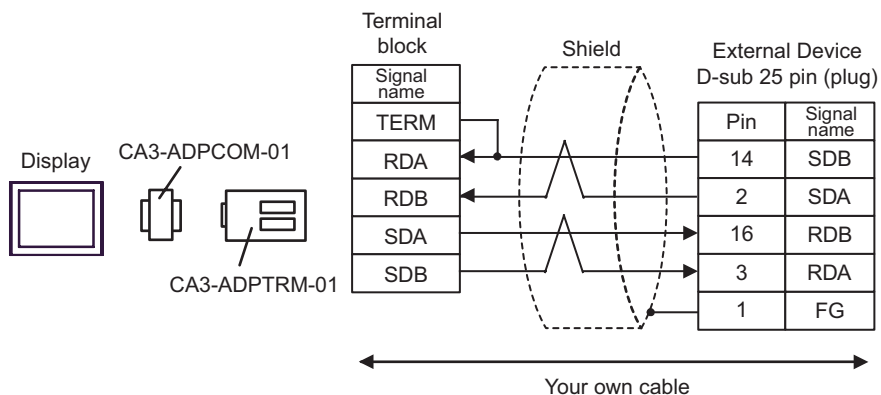 Display
CA3-ADPCOM-01
CA3-ADPTRM-01
Terminal
block
Signal
name
TERM
RDA
RDB
SDA
SDB
Shield
External Device
D-sub 25 pin (plug)
Pin Signal
name
14 SDB
2 SDA
16 RDB
3 RDA
1 FG
Your own cable